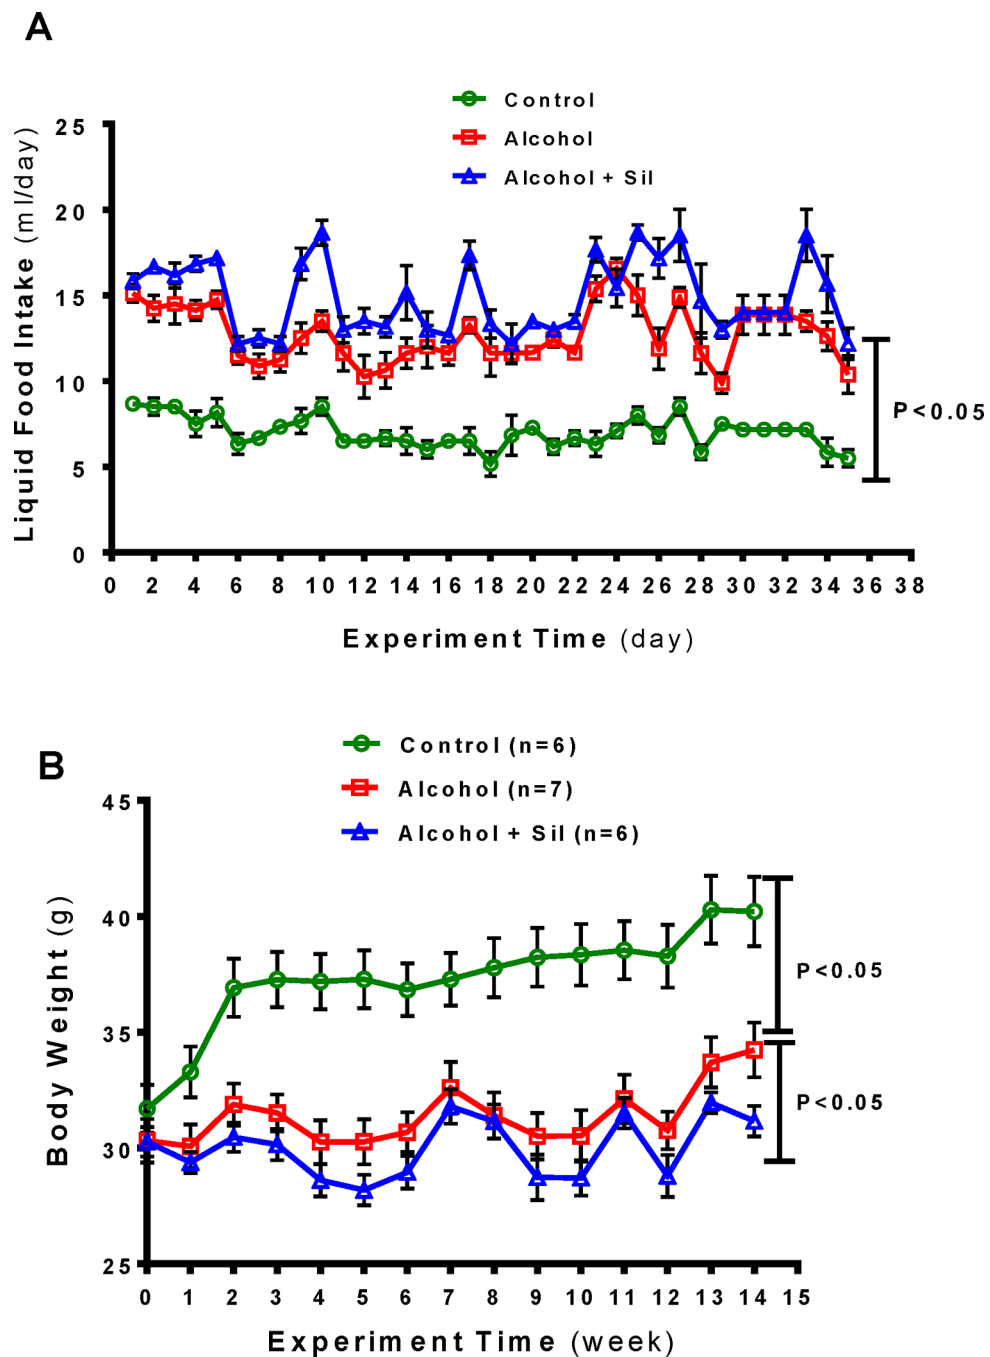 A
Control
Alcohol
Alcohol + Sil
Liquid Food Intake (ml/day)
25
20
15
10
5
0
P<0.05
0 2 4 6 8 10 12 14 16 18 20 22 24 26 28 30 32 34 36 38
Experiment Time (day)
B
Control (n=6)
Alcohol (n=7)
Alcohol + Sil (n=6)
Body Weight (g)
45
40
35
30
25
P<0.05
P<0.05
0 1 2 3 4 5 6 7 8 9 10 11 12 13 14 15
Experiment Time (week)